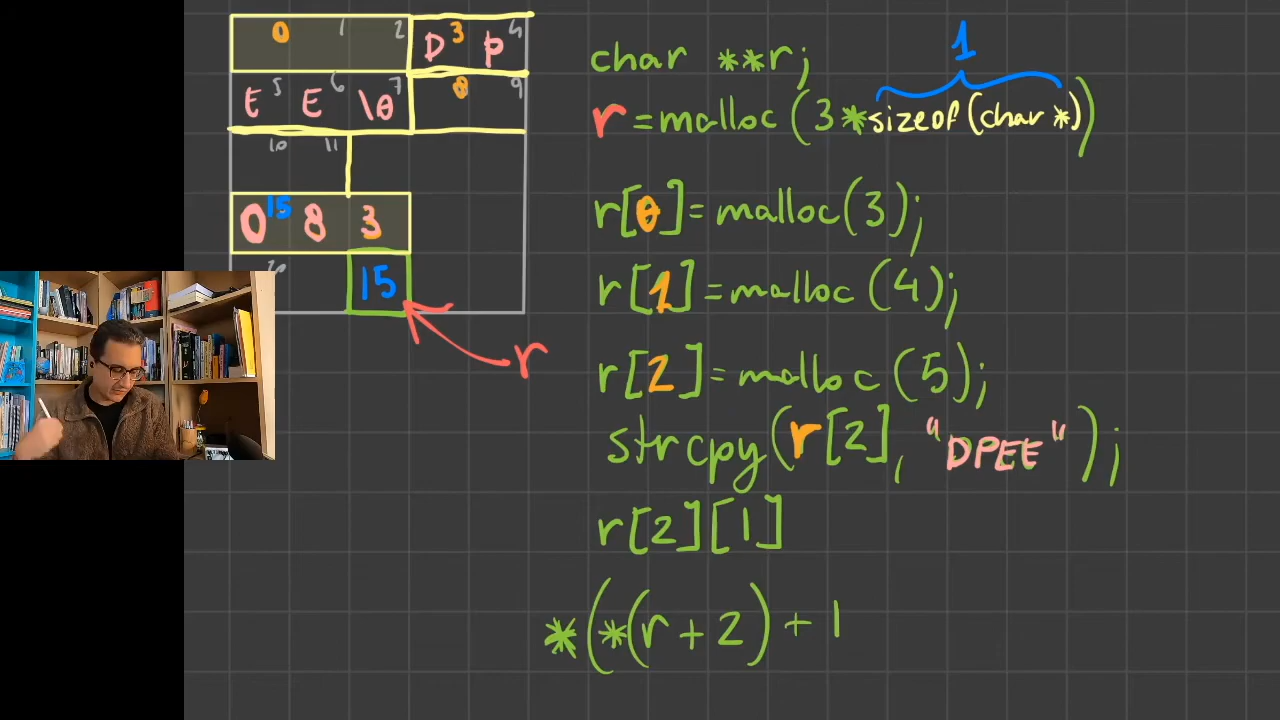 0 1 2 D 3 P 4
E 5 E 6 \0 7 8 9
10 11
0 15 8 3
20 15
r
char **r;
1
r=malloc(3*sizeof(char*))
r[0]=malloc(3);
r[1]=malloc(4);
r[2]=malloc(5);
strcpy(r[2], "DPEE");
r[2][1]
*(*(r+2)+1